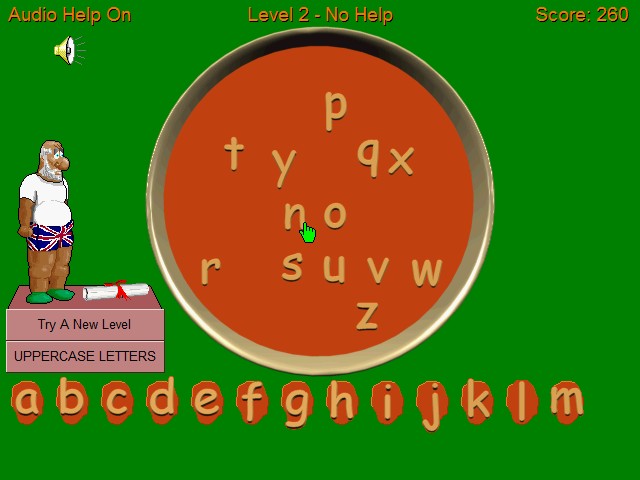 Audio Help On Level 2 - No Help Score: 260
p
t y q x
n o
r s u v w
z
Try A New Level
UPPERCASE LETTERS
a b c d e f g h i j k l m